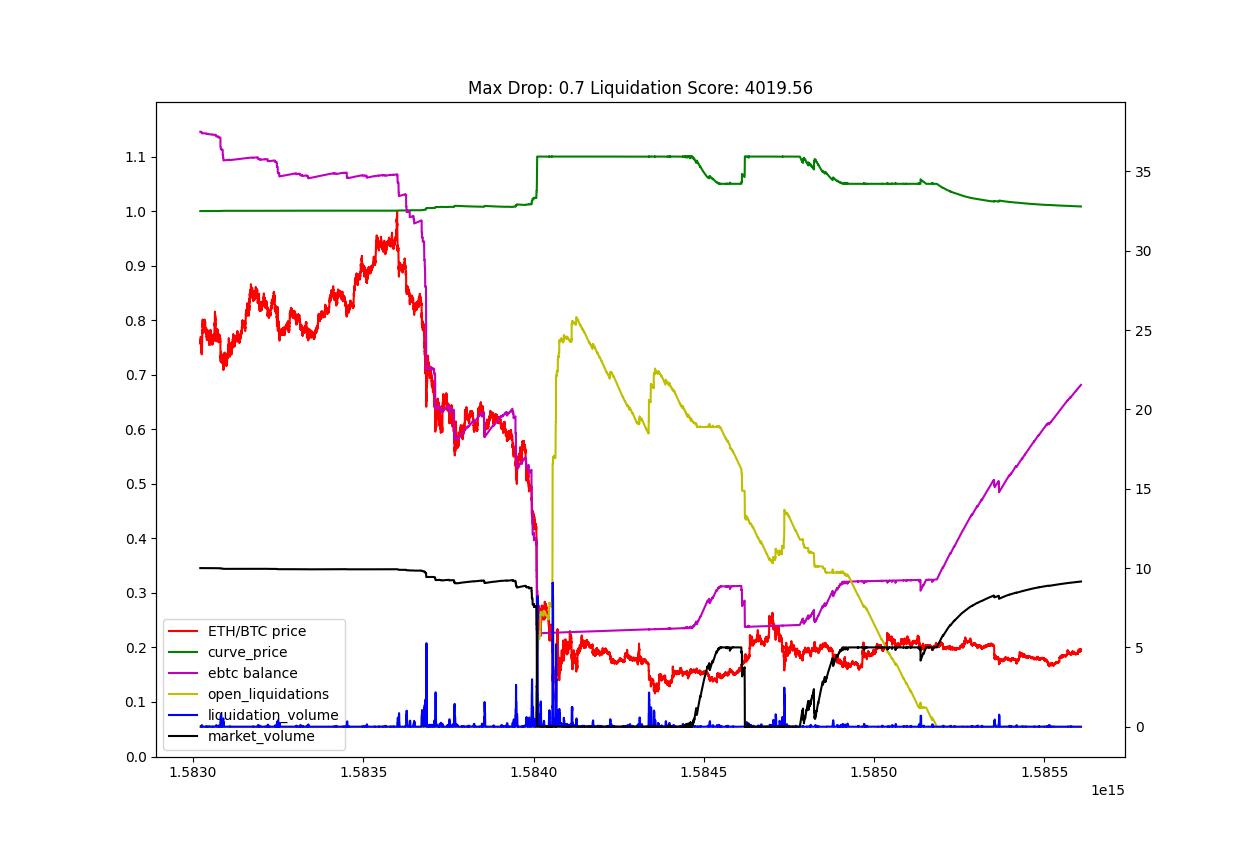 Max Drop: 0.7 Liquidation Score: 4019.56
1.1
1.0
0.9
0.8
0.7
0.6
0.5
0.4
0.3
0.2
0.1
0.0
35
30
25
20
15
10
5
0
ETH/BTC price
curve_price
ebtc balance
open_liquidations
liquidation_volume
market_volume
1.5830 1.5835 1.5840 1.5845 1.5850 1.5855
1e15